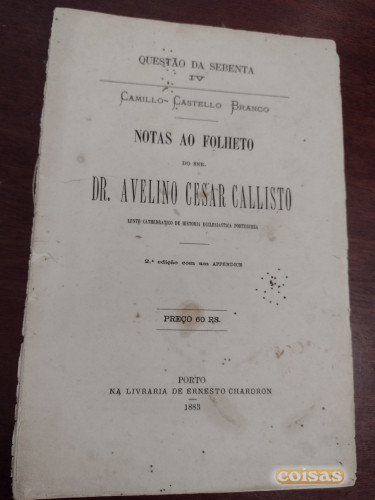 QUESTÃO DA SEBENTA
IV
CAMILLO CASTELLO BRANCO
NOTAS AO FOLHETO
DO SNR.
DR. AVELINO CESAR CALLISTO
LENTE CATHEDRATICO DE HISTORIA ECCLESIASTICA PORTUGUEZA
2.ª edição com um APPENDICE
PREÇO 60 RS.
PORTO
NA LIVRARIA DE ERNESTO CHARDRON
1883
coisas